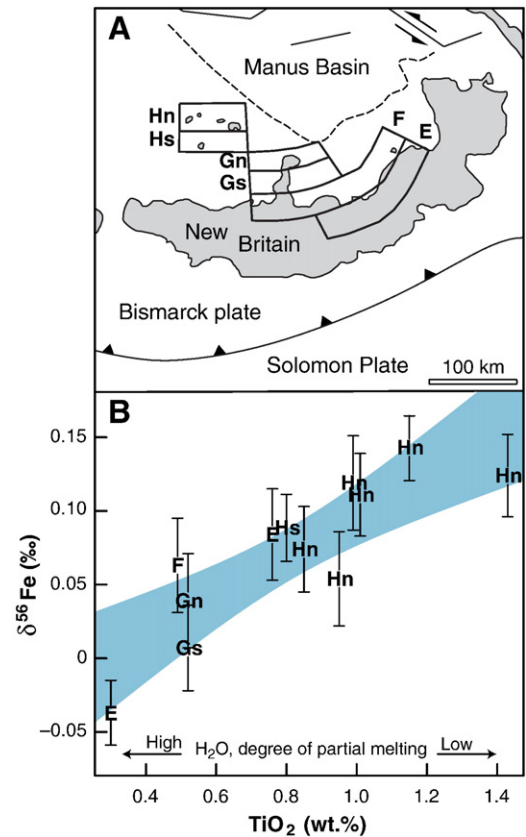 A
Manus Basin
Hn
Hs
F
E
Gn
Gs
New
Britain
Bismarck plate
Solomon Plate
100 km
B
0.15
0.10
0.05
0
−0.05
δ⁵⁶Fe (‰)
Hn
Hn
Hn
Hn
Hs
E
Hn
Hn
F
Gn
Gs
E
High H₂O, degree of partial melting Low
0.4 0.6 0.8 1.0 1.2 1.4
TiO₂ (wt.%)